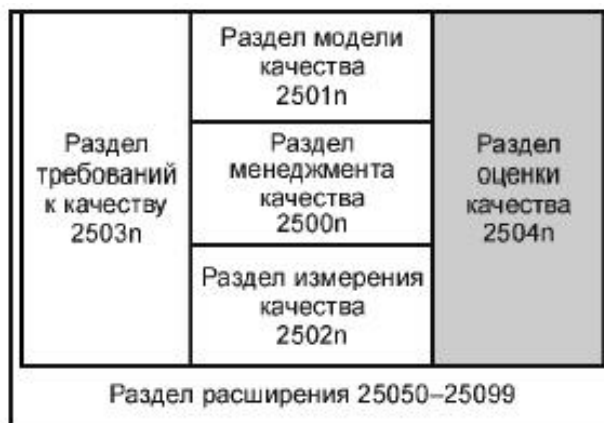 Раздел
требований
к качеству
2503n
Раздел модели
качества
2501n
Раздел
менеджмента
качества
2500n
Раздел измерения
качества
2502n
Раздел
оценки
качества
2504n
Раздел расширения 25050–25099